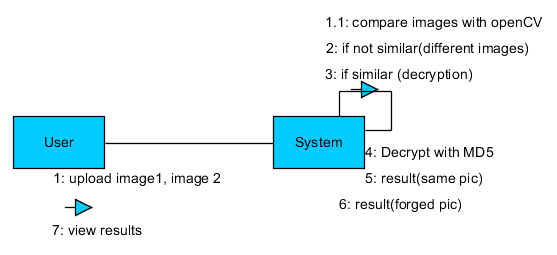 1.1: compare images with openCV
2: if not similar(different images)
3: if similar (decryption)
User
System
4: Decrypt with MD5
1: upload image1, image 2
5: result(same pic)
6: result(forged pic)
7: view results